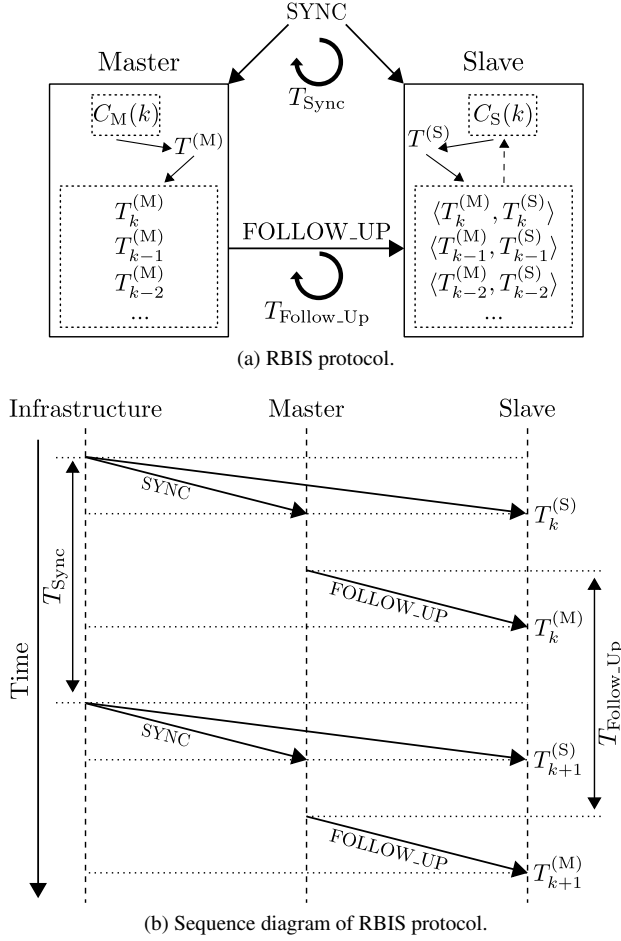 SYNC
Master
Slave
T_Sync
C_M(k)
C_S(k)
T^(M)
T^(S)
T_k^(M)
T_{k-1}^(M)
T_{k-2}^(M)
...
FOLLOW_UP
T_Follow_Up
⟨T_k^(M), T_k^(S)⟩
⟨T_{k-1}^(M), T_{k-1}^(S)⟩
⟨T_{k-2}^(M), T_{k-2}^(S)⟩
...
(a) RBIS protocol.
Infrastructure
Master
Slave
SYNC
T_k^(S)
T_Sync
FOLLOW_UP
T_k^(M)
Time
T_Follow_Up
SYNC
T_{k+1}^(S)
FOLLOW_UP
T_{k+1}^(M)
(b) Sequence diagram of RBIS protocol.